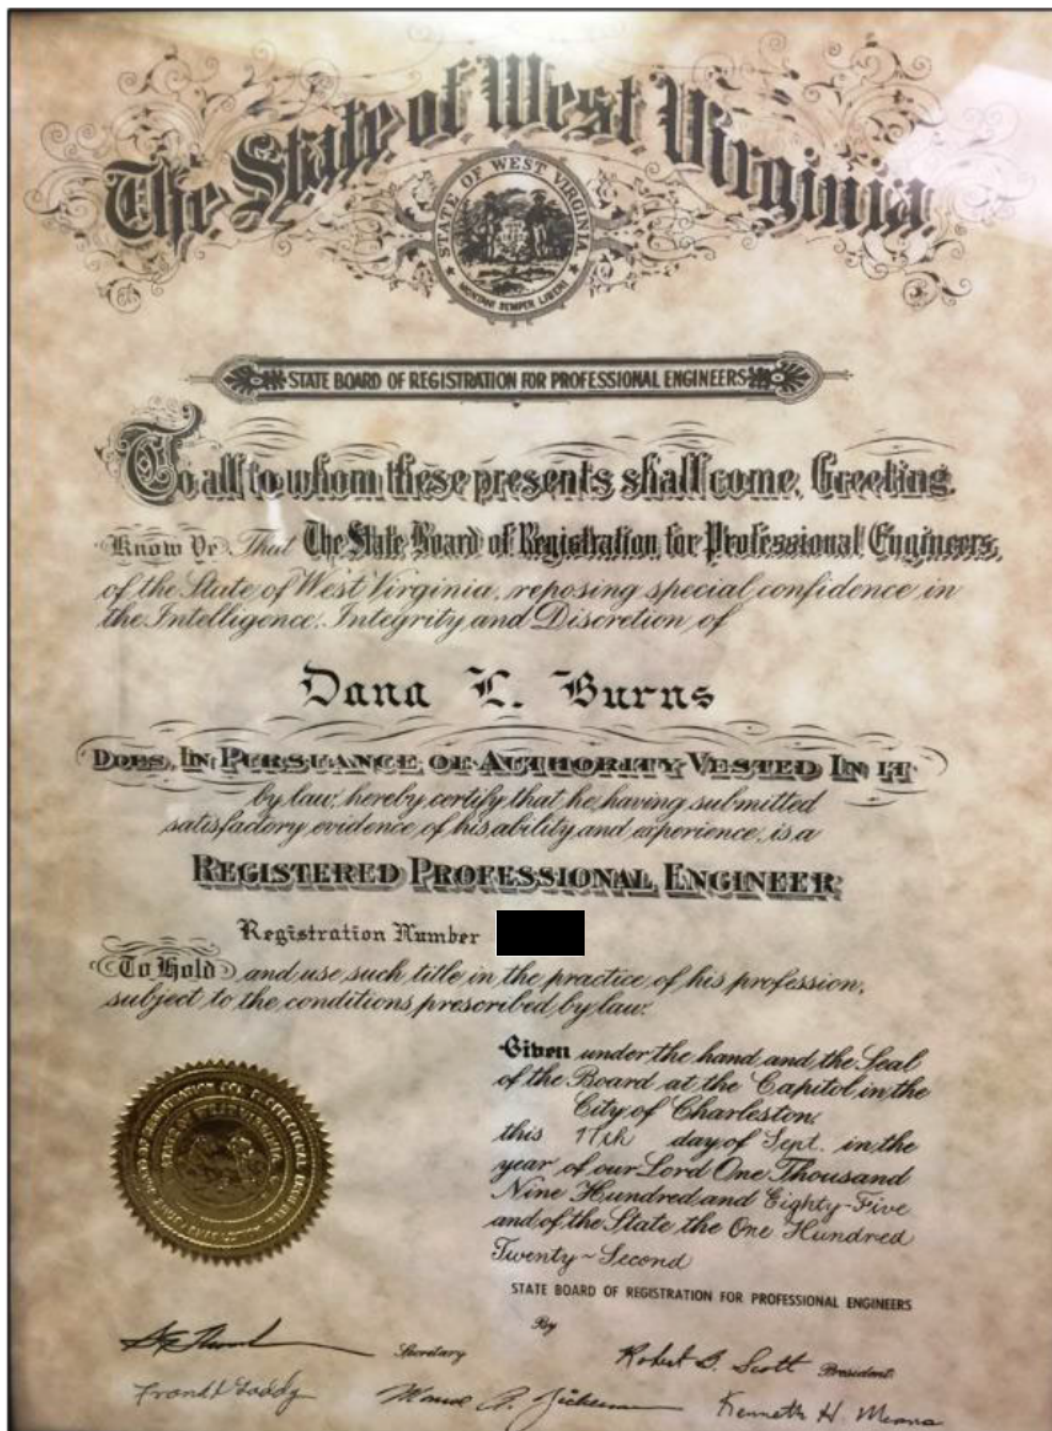 The State of West Virginia
STATE OF WEST VIRGINIA
MONTANI SEMPER LIBERI
STATE BOARD OF REGISTRATION FOR PROFESSIONAL ENGINEERS
To all to whom these presents shall come, Greeting.
Know Ye That The State Board of Registration for Professional Engineers,
of the State of West Virginia, reposing special confidence in
the Intelligence, Integrity and Discretion of
Dana L. Burns
DOES, IN PURSUANCE OF AUTHORITY VESTED IN IT
by law, hereby certify that he, having submitted
satisfactory evidence of his ability and experience, is a
REGISTERED PROFESSIONAL ENGINEER
Registration Number
To Hold and use such title in the practice of his profession,
subject to the conditions prescribed by law.
Given under the hand and the Seal
of the Board at the Capitol in the
City of Charleston,
this 17th day of Sept. in the
year of our Lord One Thousand
Nine Hundred and Eighty-Five
and of the State the One Hundred
Twenty~Second
STATE BOARD OF REGISTRATION FOR PROFESSIONAL ENGINEERS
By
Secretary
Robert B. Scott President
Kenneth H. Means